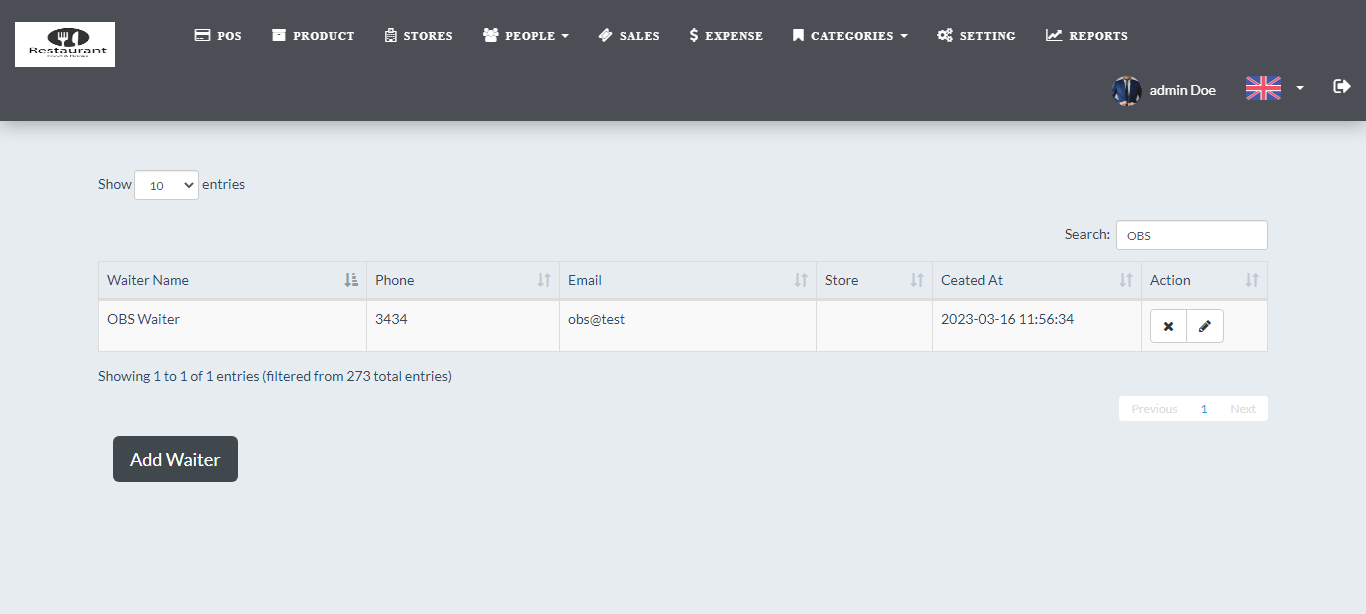 Restaurant
POS PRODUCT STORES PEOPLE SALES EXPENSE CATEGORIES SETTING REPORTS
admin Doe
Show 10 entries
Search: OBS
Waiter Name Phone Email Store Ceated At Action
OBS Waiter 3434 obs@test 2023-03-16 11:56:34
Showing 1 to 1 of 1 entries (filtered from 273 total entries)
Previous 1 Next
Add Waiter